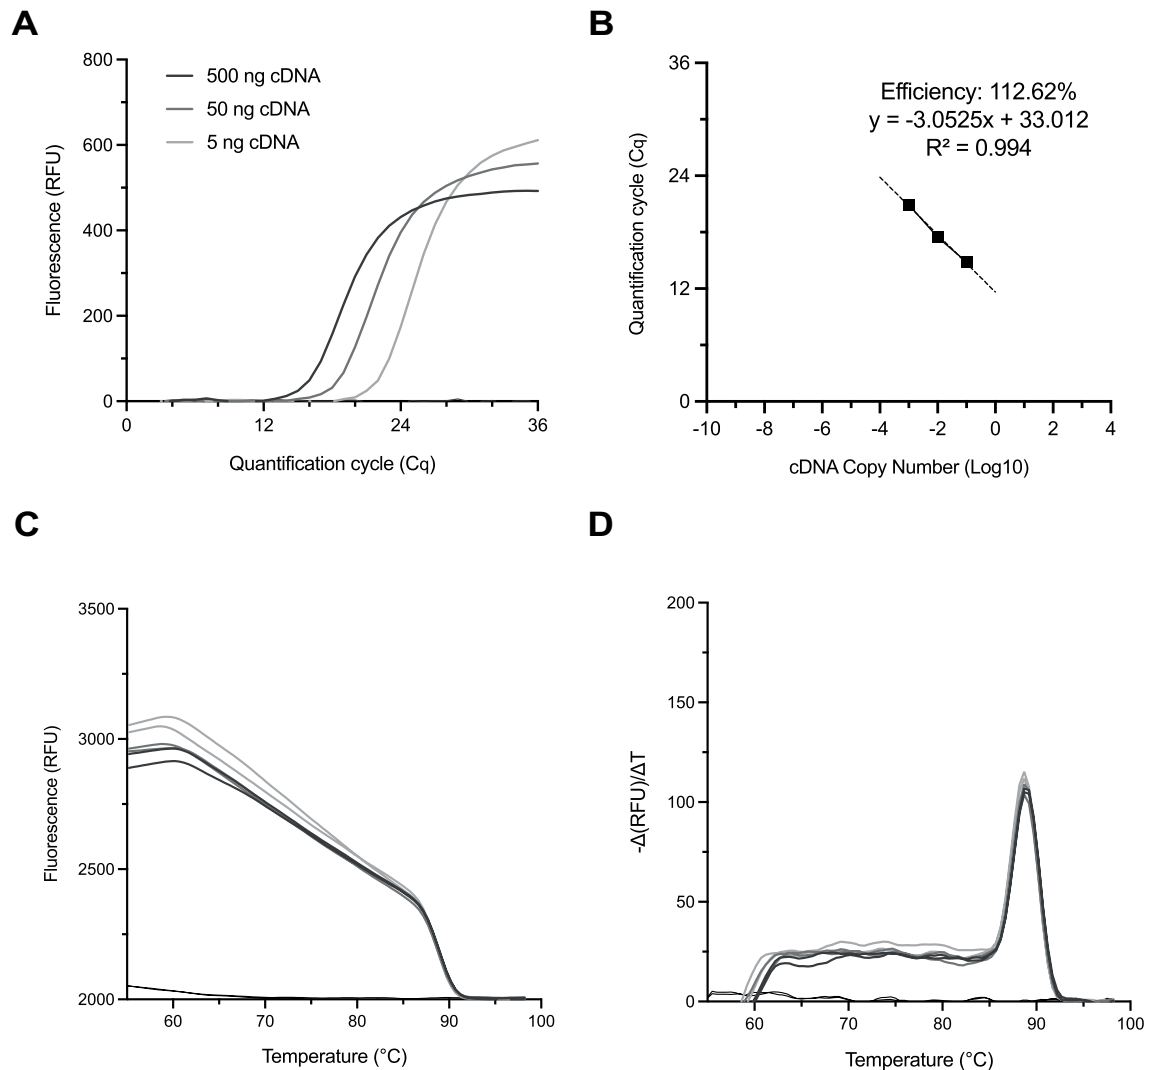 A
800
600
400
200
0
0
12
24
36
500 ng cDNA
50 ng cDNA
5 ng cDNA
Fluorescence (RFU)
Quantification cycle (Cq)
B
36
24
12
0
-10
-8
-6
-4
-2
0
2
4
Efficiency: 112.62%
y = -3.0525x + 33.012
R² = 0.994
Quantification cycle (Cq)
cDNA Copy Number (Log10)
C
3500
3000
2500
2000
60
70
80
90
100
Fluorescence (RFU)
Temperature (°C)
D
200
150
100
50
0
60
70
80
90
100
-Δ(RFU)/ΔT
Temperature (°C)